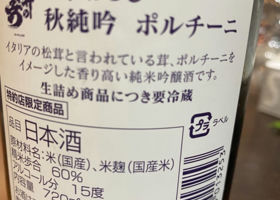 秋純吟 ポルチーニ
イタリアの松茸と言われている茸、ポルチーニを
イメージした香り高い純米吟醸酒です。
生詰め商品につき要冷蔵
特約店限定商品
品目 日本酒
原料:米(国産)、米麹(国産米)
精米歩合 60%
アルコール分 15度
内容量 720
プラ
ラベル